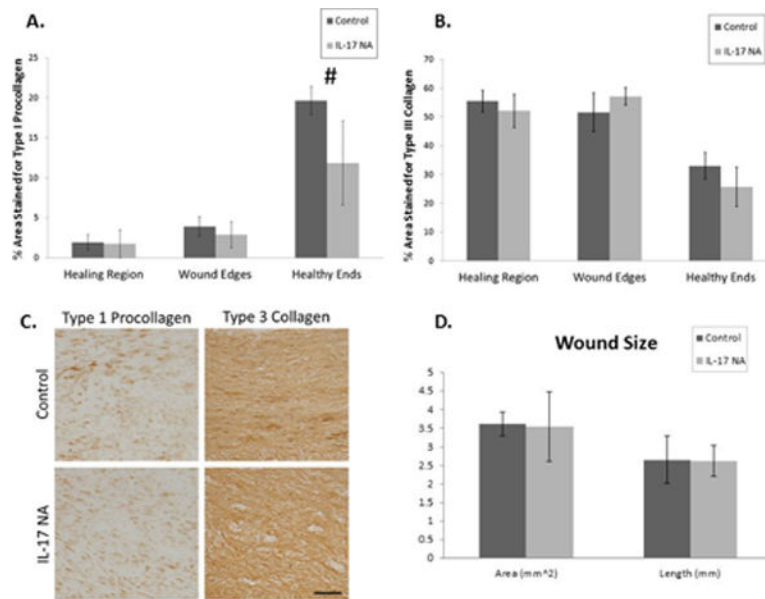 A.
Control
IL-17 NA
#
% Area Stained for Type I Procollagen
25
20
15
10
5
0
Healing Region Wound Edges Healthy Ends
B.
Control
IL-17 NA
% Area Stained for Type III Collagen
70
60
50
40
30
20
10
0
Healing Region Wound Edges Healthy Ends
C.
Type 1 Procollagen Type 3 Collagen
Control
IL-17 NA
D.
Wound Size
Control
IL-17 NA
5
4.5
4
3.5
3
2.5
2
1.5
1
0.5
0
Area (mm^2) Length (mm)